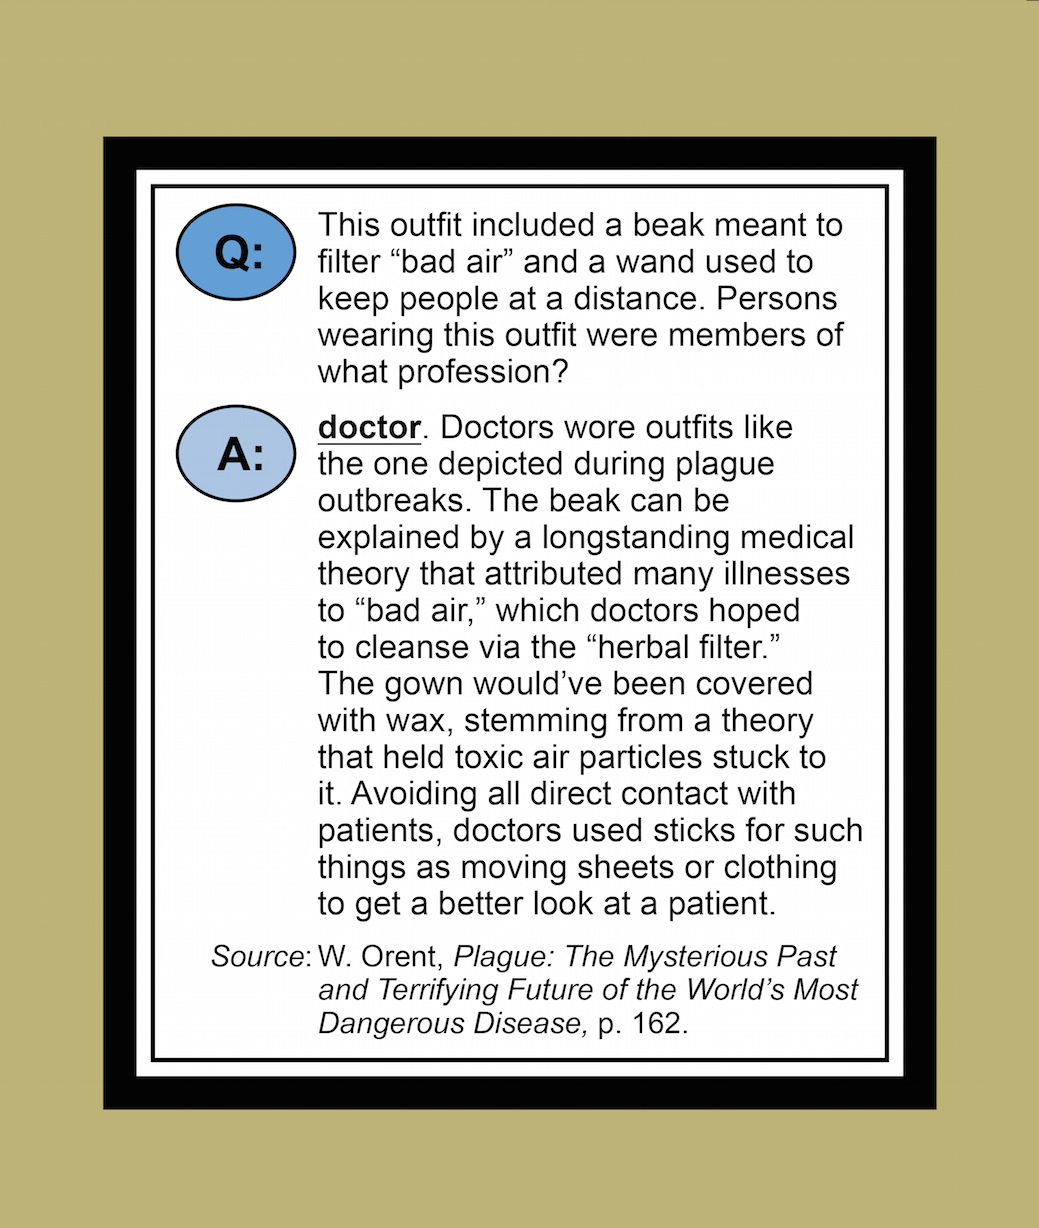 Q:
This outfit included a beak meant to
filter “bad air” and a wand used to
keep people at a distance. Persons
wearing this outfit were members of
what profession?
A:
doctor. Doctors wore outfits like
the one depicted during plague
outbreaks. The beak can be
explained by a longstanding medical
theory that attributed many illnesses
to “bad air,” which doctors hoped
to cleanse via the “herbal filter.”
The gown would’ve been covered
with wax, stemming from a theory
that held toxic air particles stuck to
it. Avoiding all direct contact with
patients, doctors used sticks for such
things as moving sheets or clothing
to get a better look at a patient.
Source: W. Orent, Plague: The Mysterious Past
and Terrifying Future of the World’s Most
Dangerous Disease, p. 162.